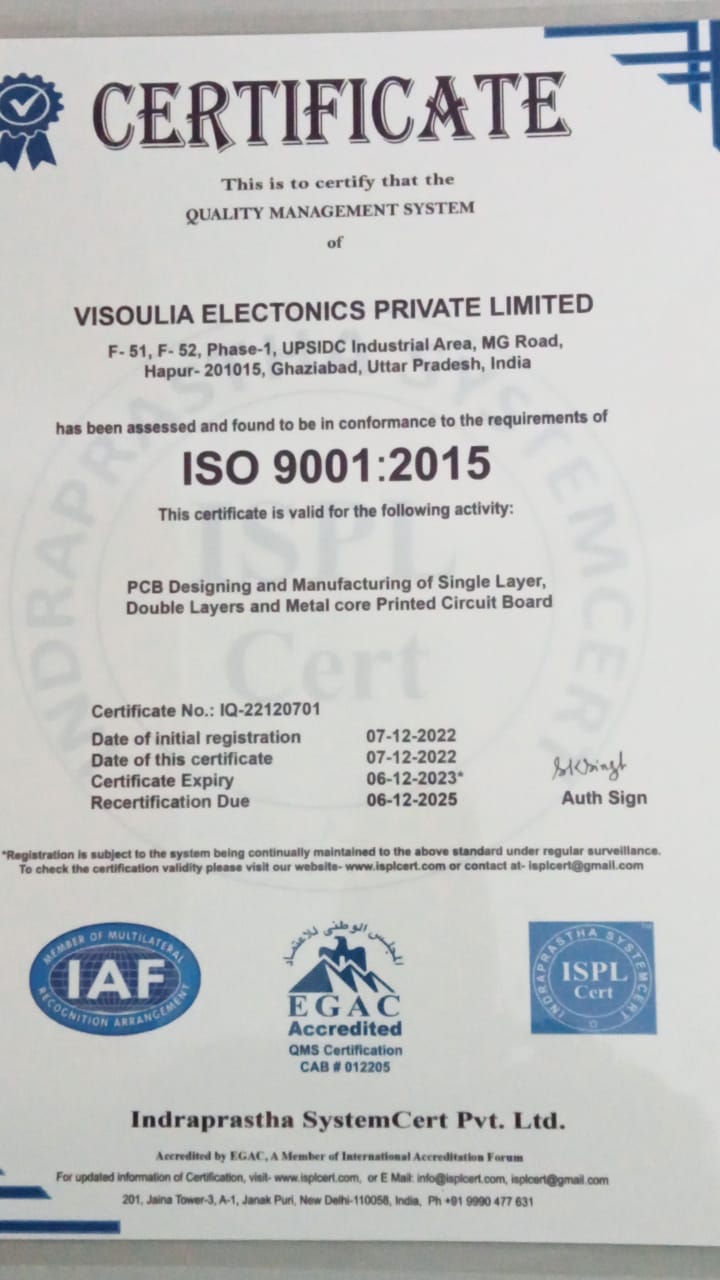 CERTIFICATE
This is to certify that the
QUALITY MANAGEMENT SYSTEM
of
VISOULIA ELECTONICS PRIVATE LIMITED
F- 51, F- 52, Phase-1, UPSIDC Industrial Area, MG Road,
Hapur- 201015, Ghaziabad, Uttar Pradesh, India
has been assessed and found to be in conformance to the requirements of
ISO 9001:2015
This certificate is valid for the following activity:
PCB Designing and Manufacturing of Single Layer,
Double Layers and Metal core Printed Circuit Board
INDRAPRASTHA SYSTEMCERT
ISPL
Cert
Certificate No.: IQ-22120701
Date of initial registration 07-12-2022
Date of this certificate 07-12-2022
Certificate Expiry 06-12-2023*
Recertification Due 06-12-2025
SKSingh
Auth Sign
*Registration is subject to the system being continually maintained to the above standard under regular surveillance.
To check the certification validity please visit our website- www.isplcert.com or contact at- isplcert@gmail.com
MEMBER OF MULTILATERAL
IAF
RECOGNITION ARRANGEMENT
المجلس الوطنى للاعتماد
EGAC
Accredited
QMS Certification
CAB # 012205
INDRAPRASTHA SYSTEMCERT
ISPL
Cert
Indraprastha SystemCert Pvt. Ltd.
Accredited by EGAC, A Member of International Accreditation Forum
For updated information of Certification, visit- www.isplcert.com, or E Mail: info@isplcert.com, isplcert@gmail.com
201, Jaina Tower-3, A-1, Janak Puri, New Delhi-110058, India, Ph +91 9990 477 631